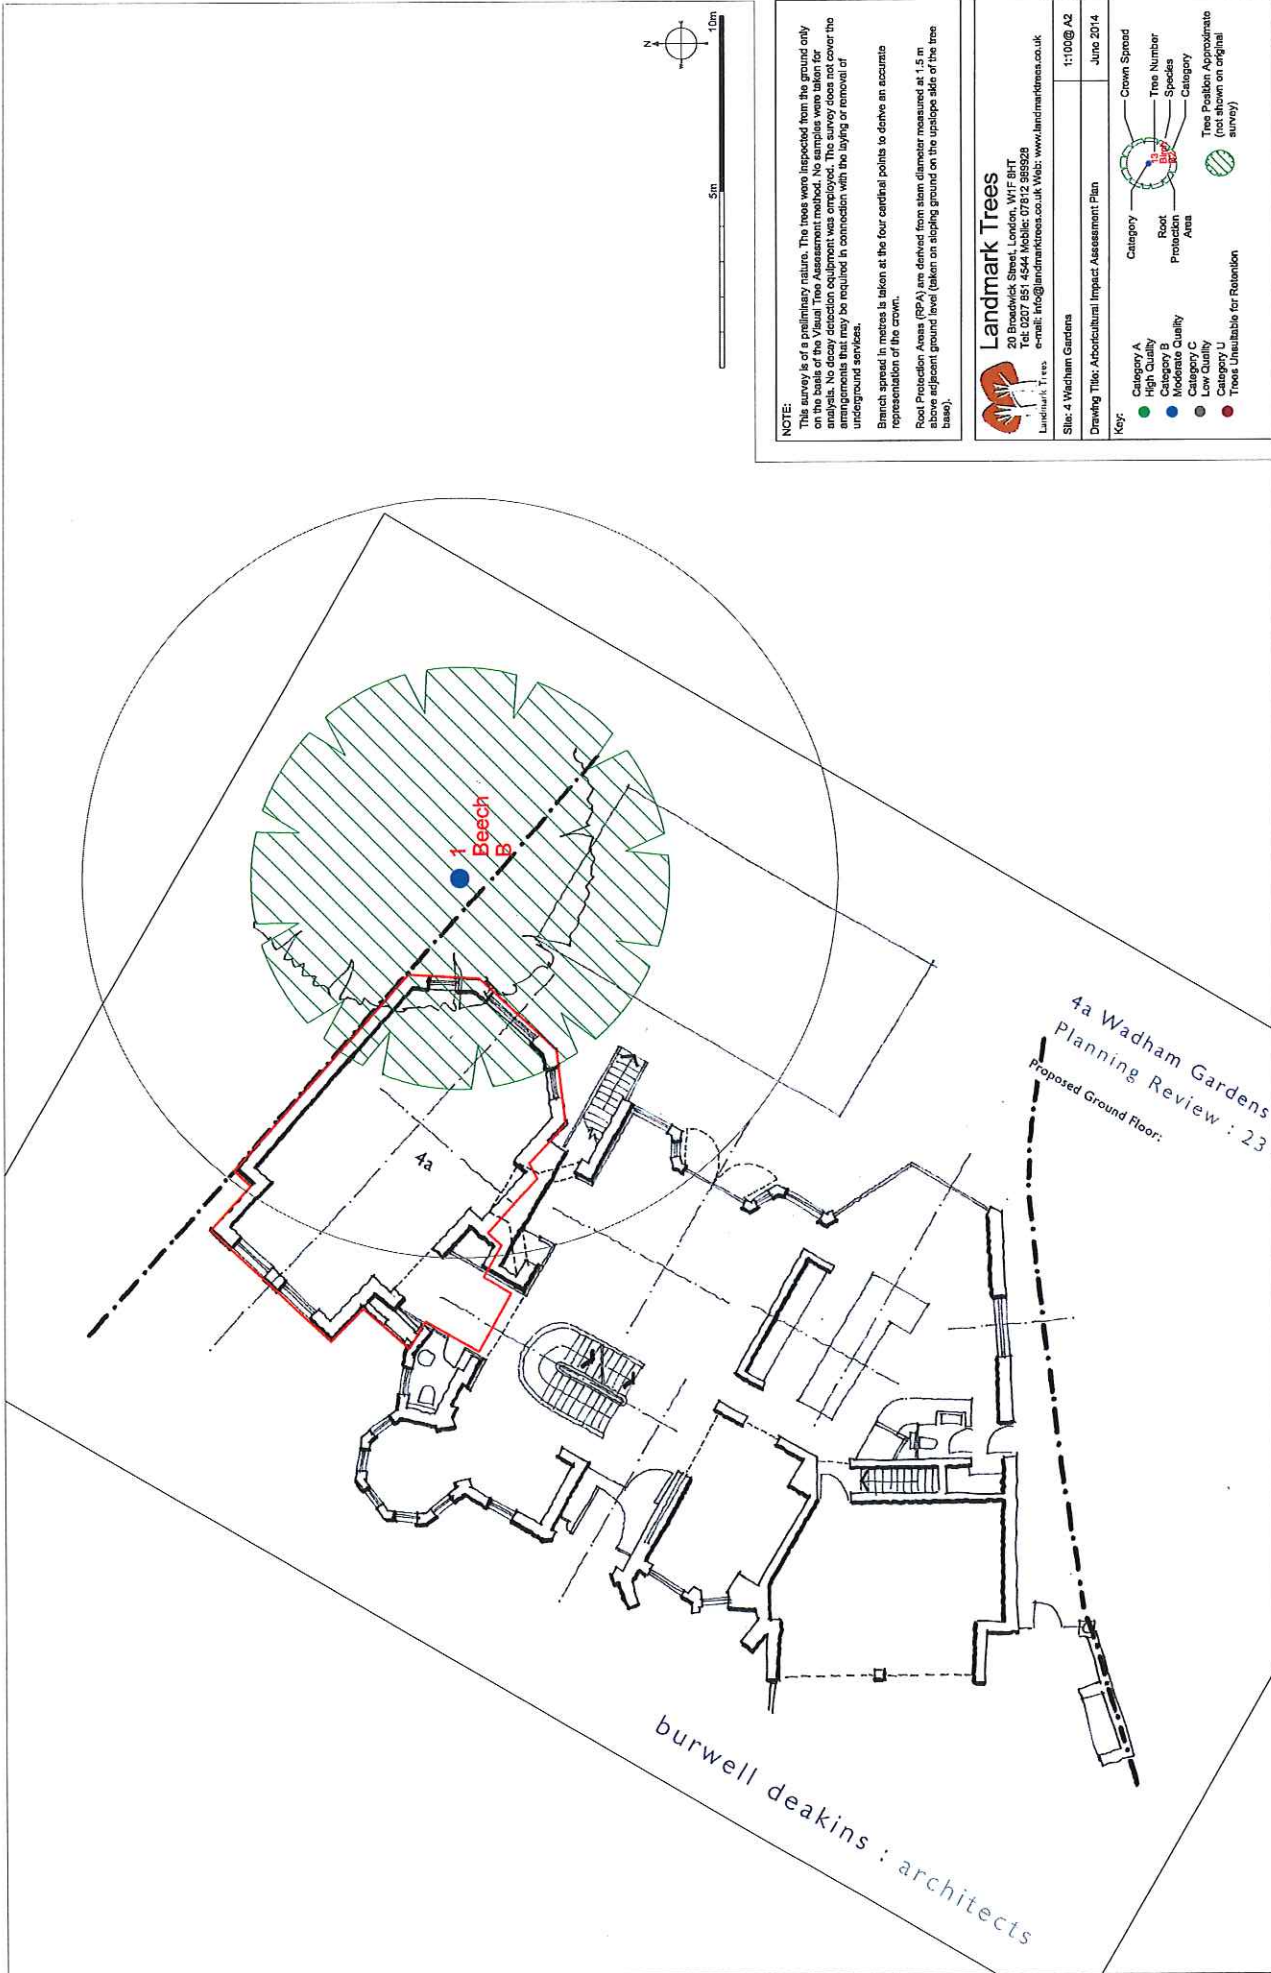 N
W
5m
10m
NOTE:
This survey is of a preliminary nature. The trees were inspected from the ground only
on the basis of the Visual Tree Assessment method. No samples were taken for
analysis. No decay detection equipment was employed. The survey does not cover the
arrangements that may be required in connection with the laying or removal of
underground services.
Branch spread in metres is taken at the four cardinal points to derive an accurate
representation of the crown.
Root Protection Areas (RPA) are derived from stem diameter measured at 1.5 m
above adjacent ground level (taken on sloping ground on the upslope side of the tree
base).
Landmark Trees
Landmark Trees
20 Broadwick Street, London, W1F 8HT
Tel: 0207 851 4544 Mobile: 07812 989928
e-mail: info@landmarktrees.co.uk Web: www.landmarktrees.co.uk
Site: 4 Wadham Gardens
1:100@ A2
Drawing Title: Arboricultural Impact Assessment Plan
June 2014
Key:
Category A
High Quality
Category B
Moderate Quality
Category C
Low Quality
Category U
Trees Unsuitable for Retention
Category
Root
Protection
Area
Crown Spread
Tree Number
Species
Category
13
Tree Position Approximate
(not shown on original
survey)
1
Beech
B
4a
4a Wadham Gardens
Planning Review : 23
Proposed Ground Floor:
burwell deakins : architects